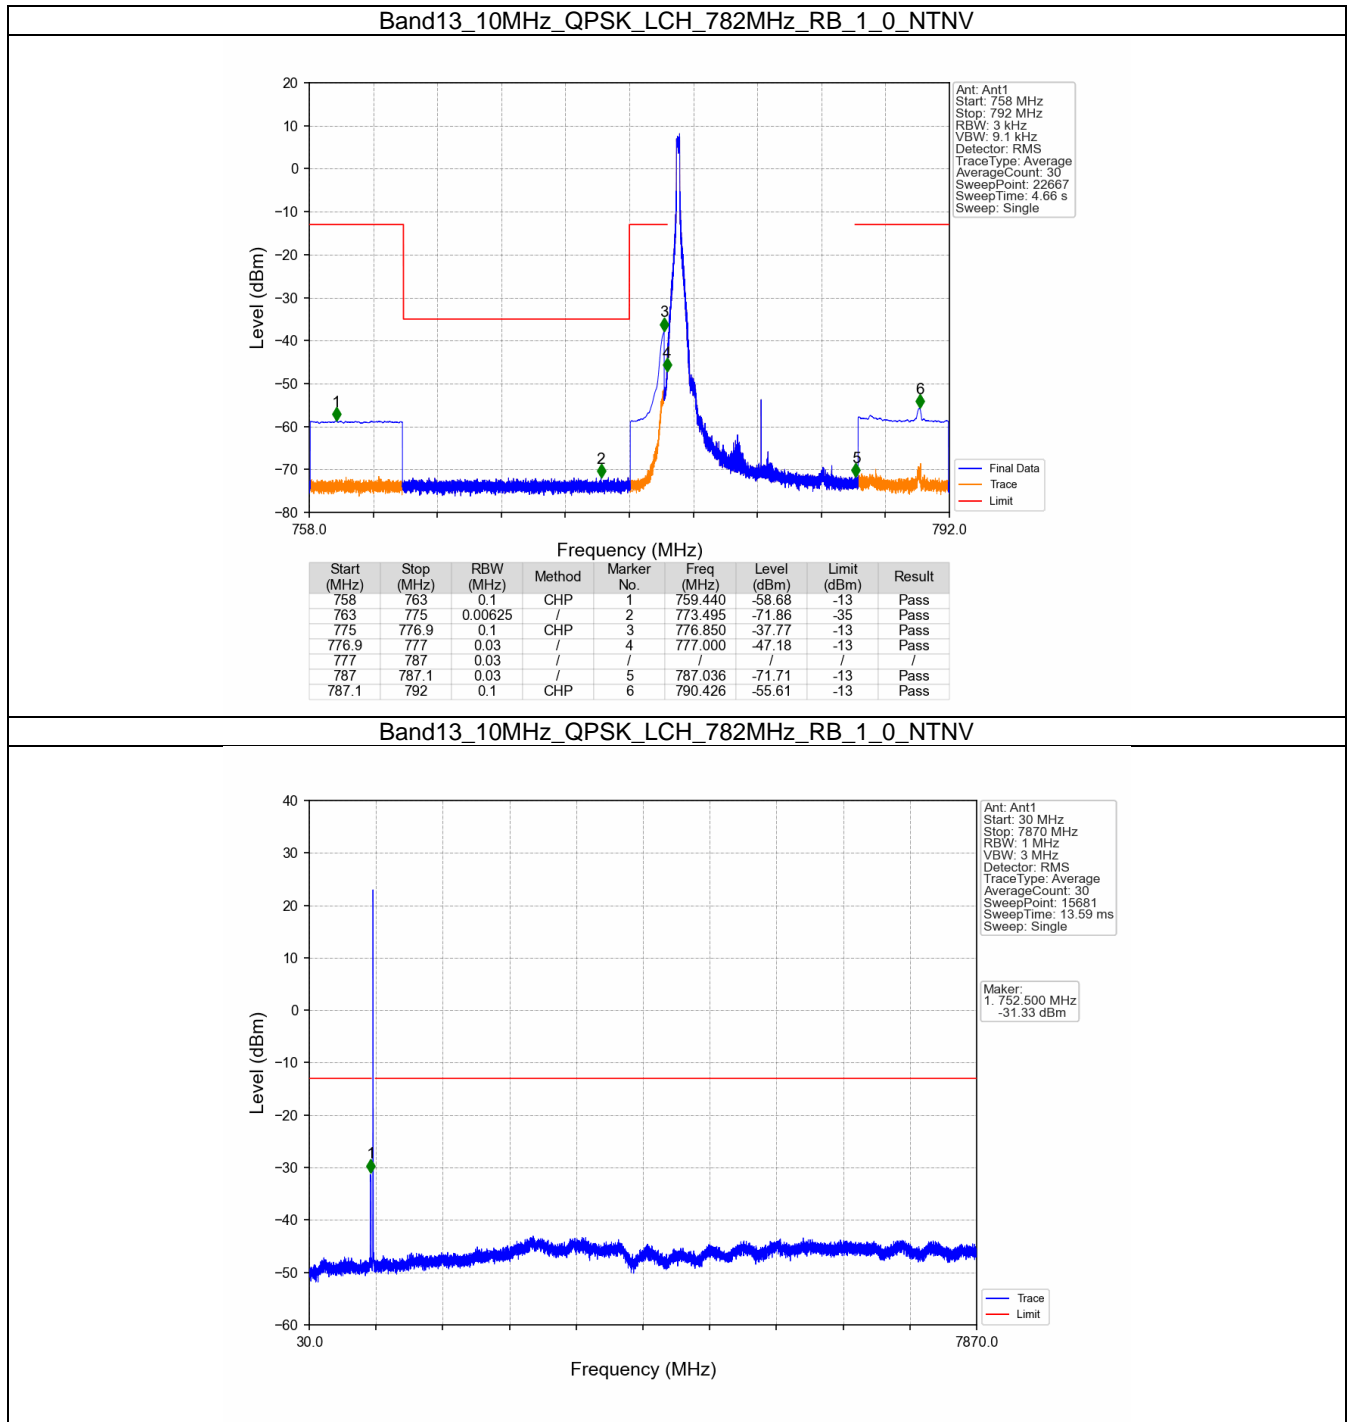 Band13_10MHz_QPSK_LCH_782MHz_RB_1_0_NTNV
20
10
0
−10
−20
−30
−40
−50
−60
−70
−80
Level (dBm)
758.0
792.0
Frequency (MHz)
1
2
3
4
5
6
Ant: Ant1
Start: 758 MHz
Stop: 792 MHz
RBW: 3 kHz
VBW: 9.1 kHz
Detector: RMS
TraceType: Average
AverageCount: 30
SweepPoint: 22667
SweepTime: 4.66 s
Sweep: Single
Final Data
Trace
Limit
Start (MHz) Stop (MHz) RBW (MHz) Method Marker No. Freq (MHz) Level (dBm) Limit (dBm) Result
758 763 0.1 CHP 1 759.440 -58.68 -13 Pass
763 775 0.00625 / 2 773.495 -71.86 -35 Pass
775 776.9 0.1 CHP 3 776.850 -37.77 -13 Pass
776.9 777 0.03 / 4 777.000 -47.18 -13 Pass
777 787 0.03 / / / / / /
787 787.1 0.03 / 5 787.036 -71.71 -13 Pass
787.1 792 0.1 CHP 6 790.426 -55.61 -13 Pass
Band13_10MHz_QPSK_LCH_782MHz_RB_1_0_NTNV
40
30
20
10
0
−10
−20
−30
−40
−50
−60
Level (dBm)
30.0
7870.0
Frequency (MHz)
1
Ant: Ant1
Start: 30 MHz
Stop: 7870 MHz
RBW: 1 MHz
VBW: 3 MHz
Detector: RMS
TraceType: Average
AverageCount: 30
SweepPoint: 15681
SweepTime: 13.59 ms
Sweep: Single
Maker:
1. 752.500 MHz
-31.33 dBm
Trace
Limit